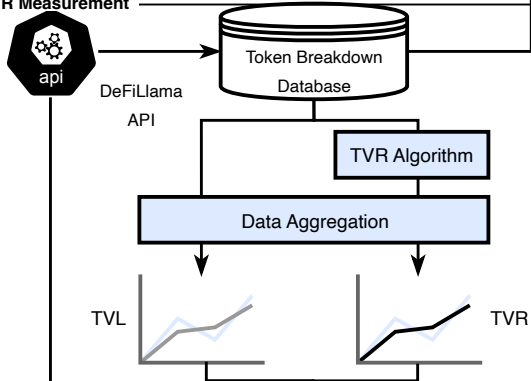 R Measurement
api
DeFiLlama
API
Token Breakdown
Database
TVR Algorithm
Data Aggregation
TVL
TVR